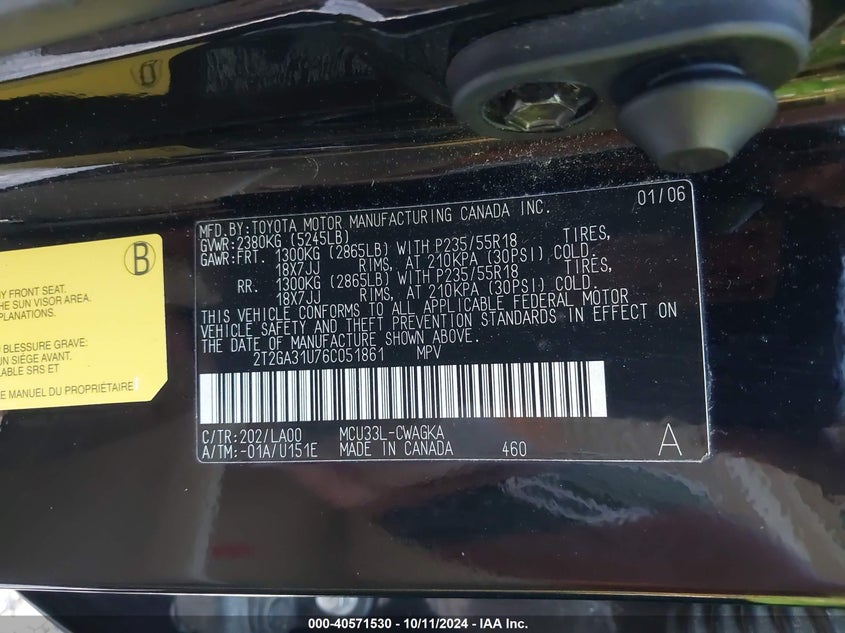 MFD. BY: TOYOTA MOTOR MANUFACTURING CANADA INC. 01/06
GVWR: 2380KG (5245LB)
GAWR: FRT. 1300KG (2865LB) WITH P235/55R18 TIRES,
18X7JJ RIMS, AT 210KPA (30PSI) COLD.
RR. 1300KG (2865LB) WITH P235/55R18 TIRES,
18X7JJ RIMS, AT 210KPA (30PSI) COLD.
THIS VEHICLE CONFORMS TO ALL APPLICABLE FEDERAL MOTOR
VEHICLE SAFETY AND THEFT PREVENTION STANDARDS IN EFFECT ON
THE DATE OF MANUFACTURE SHOWN ABOVE.
2T2GA31U76C051861 MPV
C/TR: 202/LA00 MCU33L-CWAGKA
A/TM: -01A/U151E MADE IN CANADA 460 A
B
Y FRONT SEAT.
HE SUN VISOR AREA.
PLANATIONS.
BLESSURE GRAVE:
SIÈGE AVANT.
ABLE SRS ET
E MANUEL DU PROPRIÉTAIRE
000-40571530 - 10/11/2024 - IAA Inc.